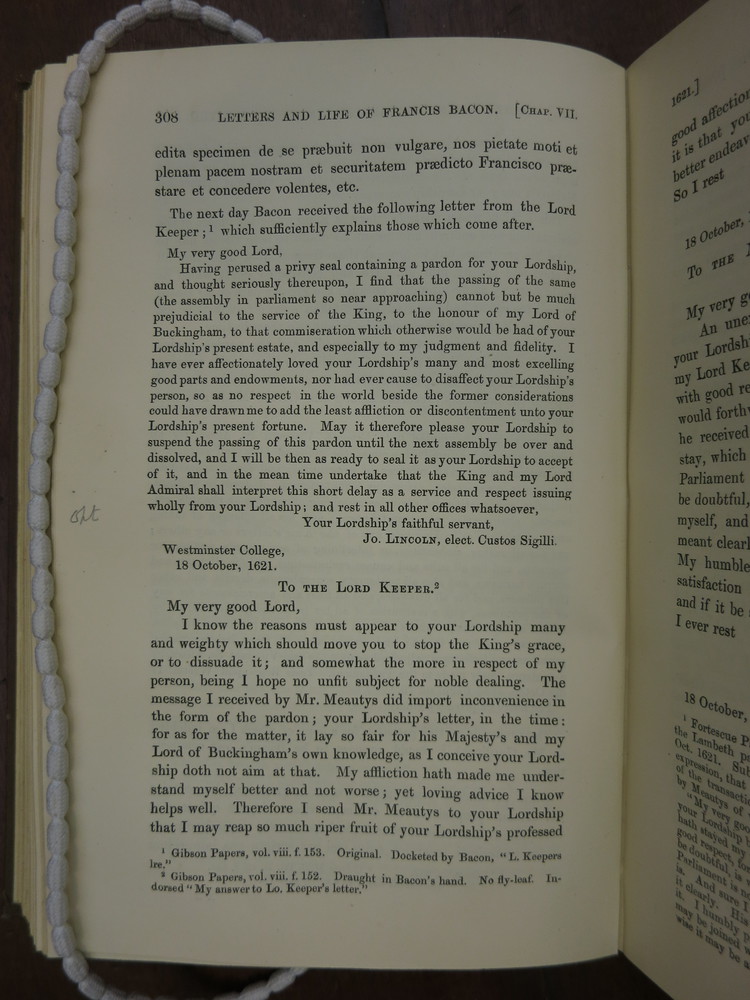 308 LETTERS AND LIFE OF FRANCIS BACON. [CHAP. VII.
edita specimen de se præbuit non vulgare, nos pietate moti et
plenam pacem nostram et securitatem prædicto Francisco præ-
stare et concedere volentes, etc.
The next day Bacon received the following letter from the Lord
Keeper;¹ which sufficiently explains those which come after.
My very good Lord,
Having perused a privy seal containing a pardon for your Lordship,
and thought seriously thereupon, I find that the passing of the same
(the assembly in parliament so near approaching) cannot but be much
prejudicial to the service of the King, to the honour of my Lord of
Buckingham, to that commiseration which otherwise would be had of your
Lordship's present estate, and especially to my judgment and fidelity. I
have ever affectionately loved your Lordship's many and most excelling
good parts and endowments, nor had ever cause to disaffect your Lordship's
person, so as no respect in the world beside the former considerations
could have drawn me to add the least affliction or discontentment unto your
Lordship's present fortune. May it therefore please your Lordship to
suspend the passing of this pardon until the next assembly be over and
dissolved, and I will be then as ready to seal it as your Lordship to accept
of it, and in the mean time undertake that the King and my Lord
Admiral shall interpret this short delay as a service and respect issuing
wholly from your Lordship; and rest in all other offices whatsoever,
Your Lordship's faithful servant,
Jo. LINCOLN, elect. Custos Sigilli.
Westminster College,
18 October, 1621.
TO THE LORD KEEPER.²
My very good Lord,
I know the reasons must appear to your Lordship many
and weighty which should move you to stop the King's grace,
or to dissuade it; and somewhat the more in respect of my
person, being I hope no unfit subject for noble dealing. The
message I received by Mr. Meautys did import inconvenience in
the form of the pardon; your Lordship's letter, in the time:
for as for the matter, it lay so fair for his Majesty's and my
Lord of Buckingham's own knowledge, as I conceive your Lord-
ship doth not aim at that. My affliction hath made me under-
stand myself better and not worse; yet loving advice I know
helps well. Therefore I send Mr. Meautys to your Lordship
that I may reap so much riper fruit of your Lordship's professed
¹ Gibson Papers, vol. viii. f. 153. Original. Docketed by Bacon, "L. Keepers
lre."
² Gibson Papers, vol. viii. f. 152. Draught in Bacon's hand. No fly-leaf. In-
dorsed "My answer to Lo. Keeper's letter."
1621.]
good affection
it is that you
better endeav
So I rest
18 October,
TO THE
My very g
An une
your Lordsh
my Lord Ke
with good re
would forthw
he received
stay, which
Parliament
be doubtful,
myself, and
meant clearl
My humble
satisfaction
and if it be
I ever rest
18 October,
¹ Fortescue P
the Lambeth p
Oct. 1621. Sub
expression, that
of the transacti
by Meautys of
"My very go
your Lordship
hath stayed my
good respect, for
be doubtful, is
Parliament is no
is. And sure I
it clearly. His
it. I humbly p
may be joined w
wise it may be a